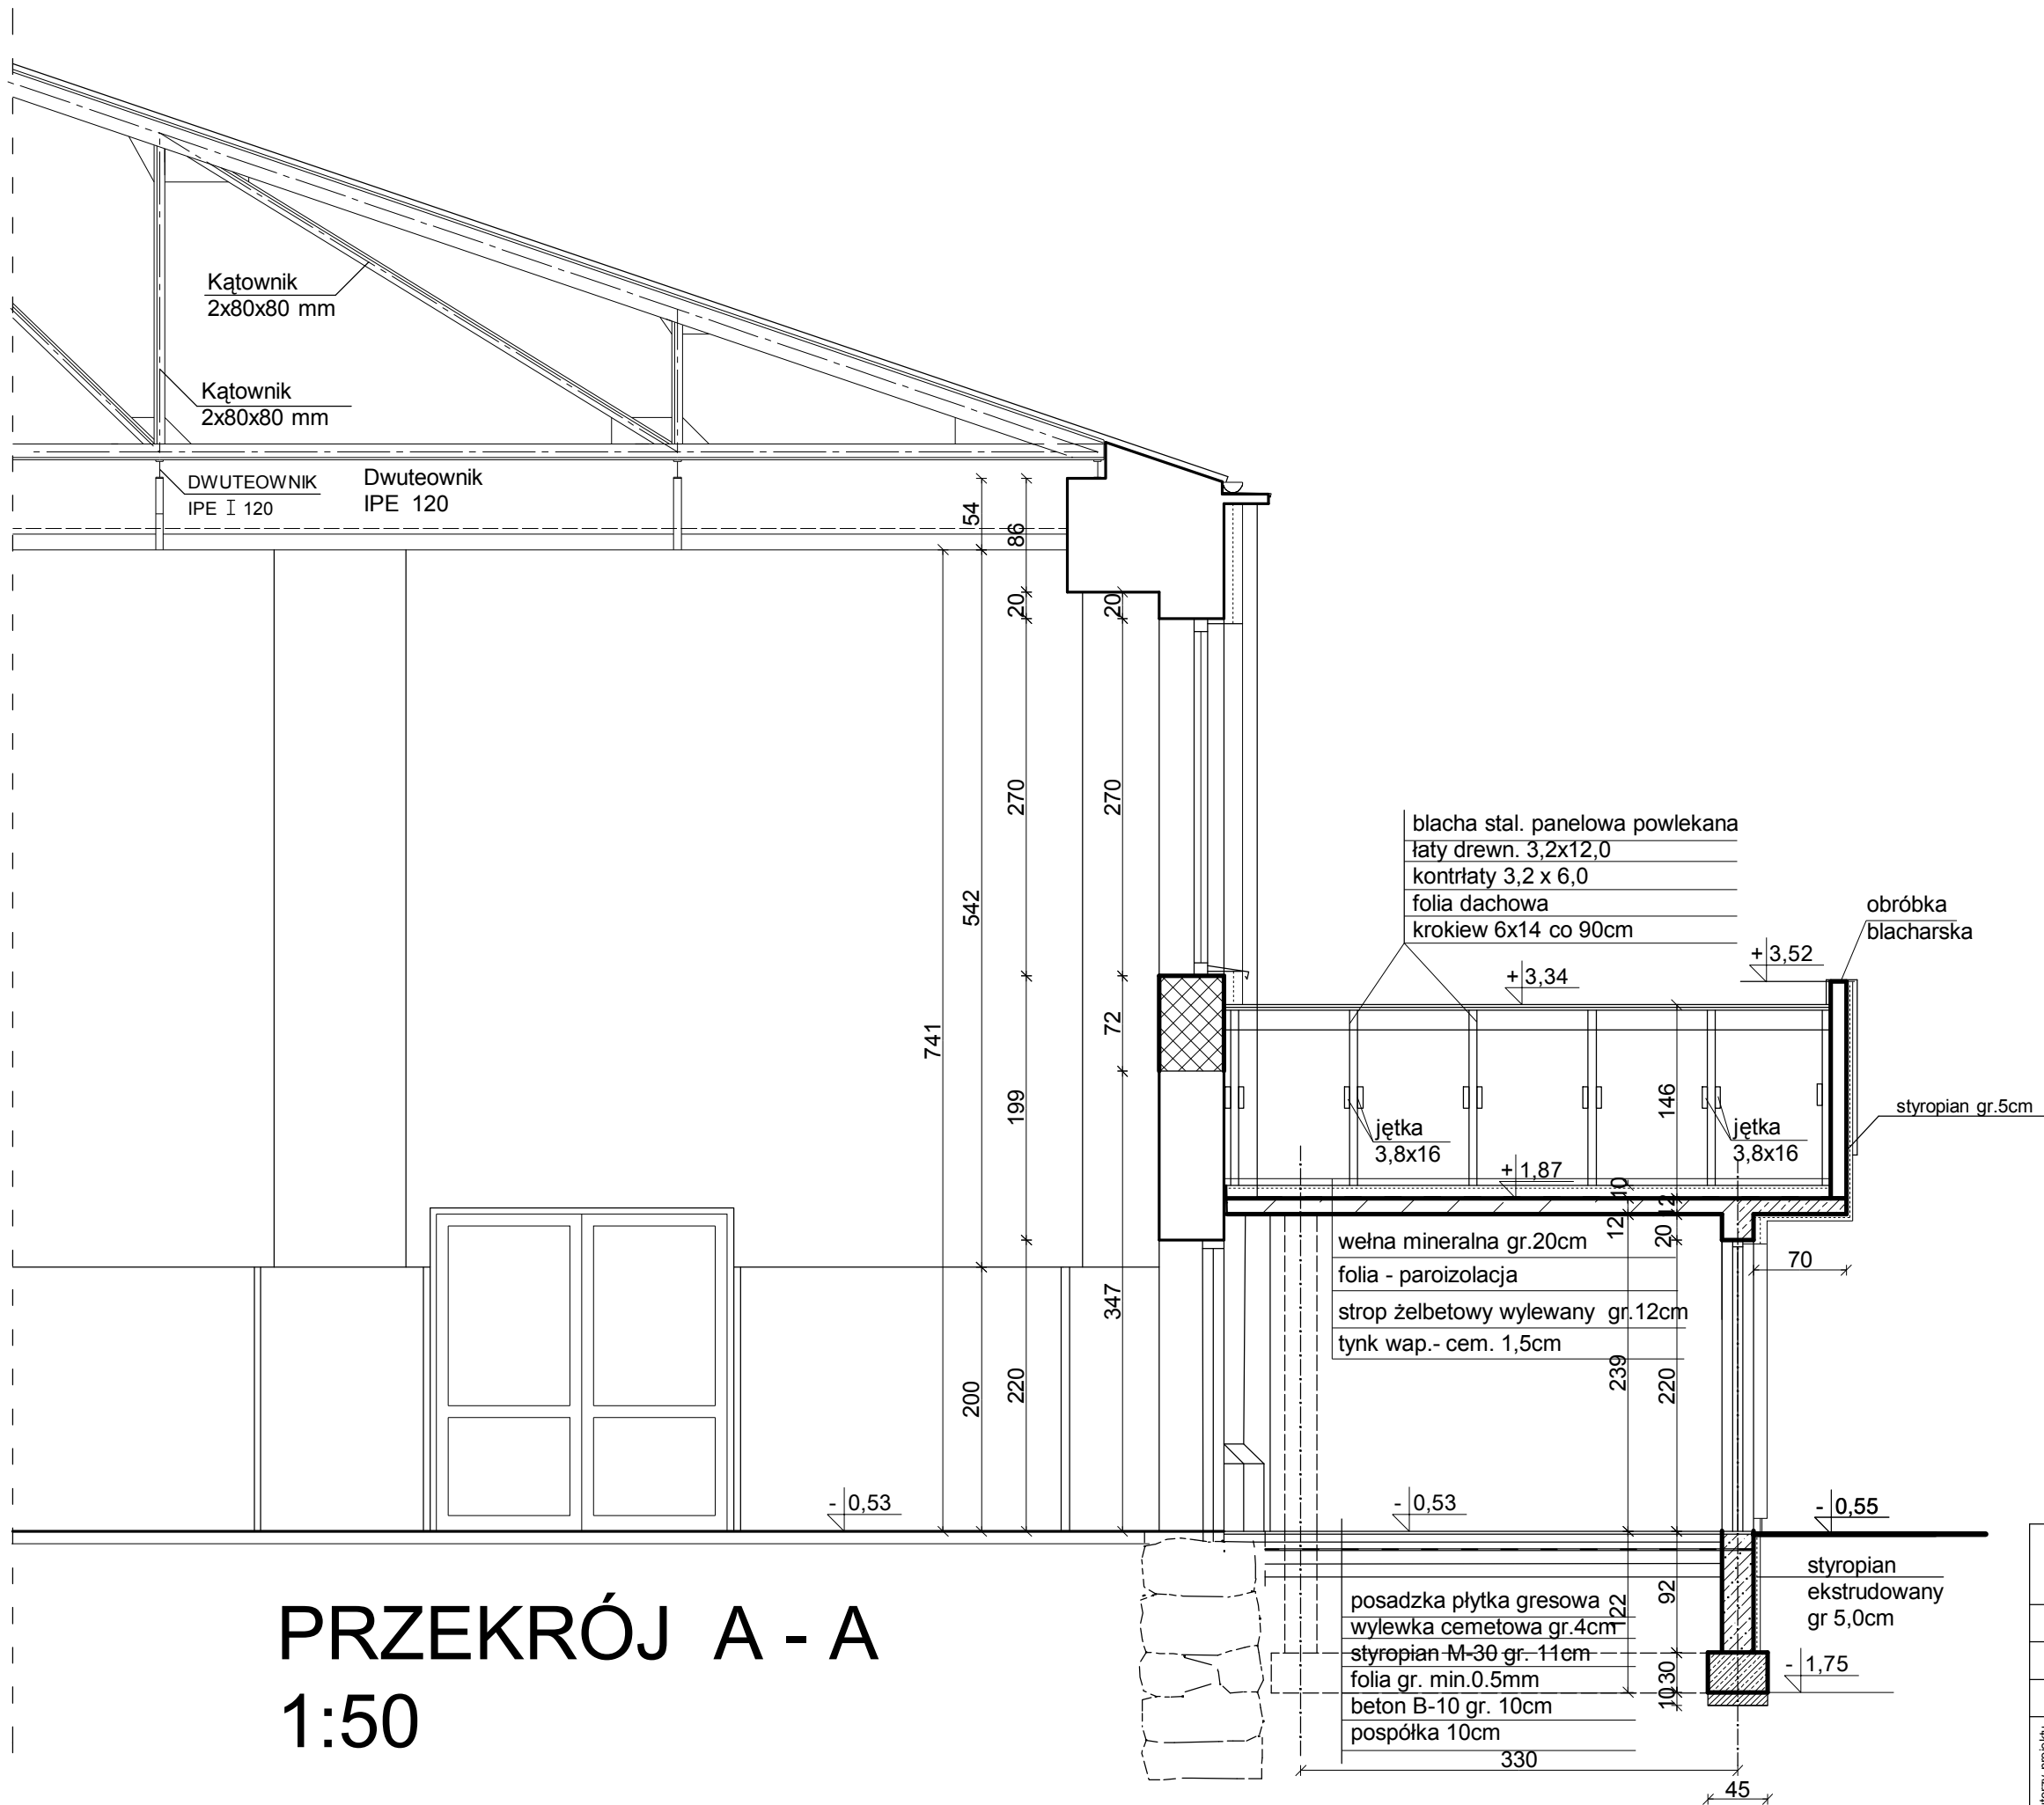 Kątownik
2x80x80 mm
Kątownik
2x80x80 mm
DWUTEOWNIK
IPE I 120
Dwuteownik
IPE 120
54
86
20
20
270
270
542
741
72
199
347
200
220
blacha stal. panelowa powlekana
łaty drewn. 3,2x12,0
kontrłaty 3,2 x 6,0
folia dachowa
krokiew 6x14 co 90cm
obróbka
blacharska
+3,52
+3,34
146
styropian gr.5cm
jętka
3,8x16
jętka
3,8x16
+1,87
10
12
12
20
70
wełna mineralna gr.20cm
folia - paroizolacja
strop żelbetowy wylewany gr.12cm
tynk wap.- cem. 1,5cm
239
220
- 0,53
- 0,53
- 0,55
styropian
ekstrudowany
gr 5,0cm
posadzka płytka gresowa
wylewka cemetowa gr.4cm
styropian M-30 gr. 11cm
folia gr. min.0.5mm
beton B-10 gr. 10cm
pospółka 10cm
122
92
30
10
- 1,75
330
45
PRZEKRÓJ A - A
1:50